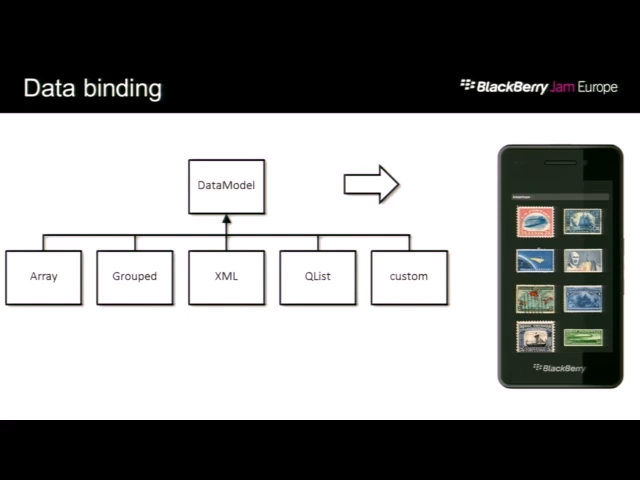 Data binding
BlackBerry Jam Europe
DataModel
Array
Grouped
XML
QList
custom
BlackBerry